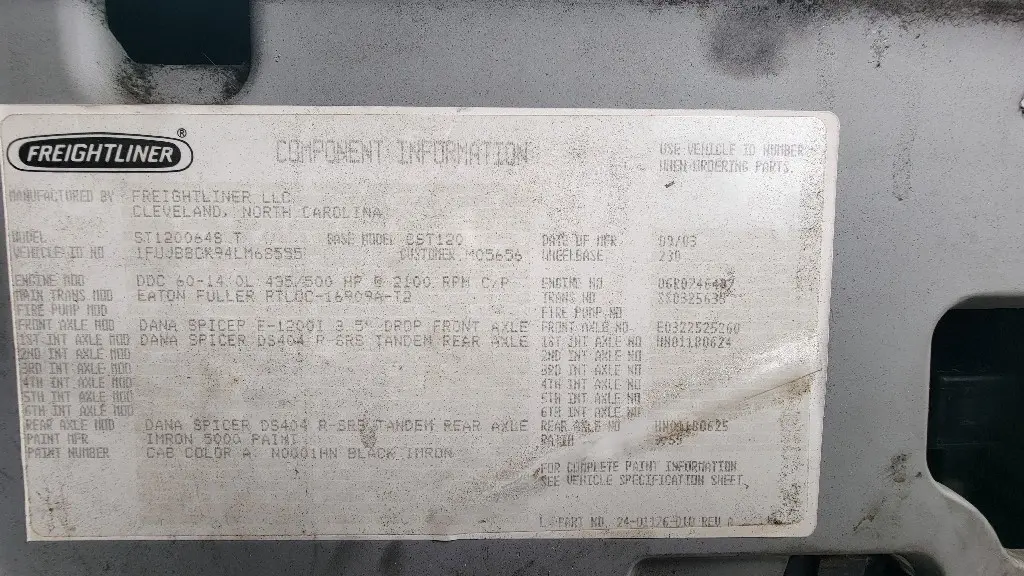 FREIGHTLINER®
COMPONENT INFORMATION
USE VEHICLE ID NUMBER
WHEN ORDERING PARTS.
MANUFACTURED BY FREIGHTLINER LLC
CLEVELAND, NORTH CAROLINA
MODEL ST120064S T BASE MODEL CST120 DATE OF MFR 09/03
VEHICLE ID NO CUSTOMER MO5656 WHEELBASE 230
ENGINE MOD DDC 60-14.0L 435/500 HP @ 2100 RPM C/P ENGINE NO
MAIN TRANS MOD EATON FULLER RTLOC-16909A-T2 TRANS NO
FIRE PUMP MOD FIRE PUMP NO
FRONT AXLE MOD DANA SPICER E-1200I 3.5" DROP FRONT AXLE FRONT AXLE NO E0322525260
1ST INT AXLE MOD DANA SPICER DS404 R-SRS TANDEM REAR AXLE 1ST INT AXLE NO
2ND INT AXLE MOD 2ND INT AXLE NO
3RD INT AXLE MOD 3RD INT AXLE NO
4TH INT AXLE MOD 4TH INT AXLE NO
5TH INT AXLE MOD 5TH INT AXLE NO
6TH INT AXLE MOD 6TH INT AXLE NO
REAR AXLE MOD DANA SPICER DS404 R-SRS TANDEM REAR AXLE REAR AXLE NO
PAINT MFR IMRON 5000 PAINT
PAINT NUMBER CAB COLOR A: N0001HN BLACK IMRON
FOR COMPLETE PAINT INFORMATION
SEE VEHICLE SPECIFICATION SHEET.
PART NO. 24-01176-010 REV A